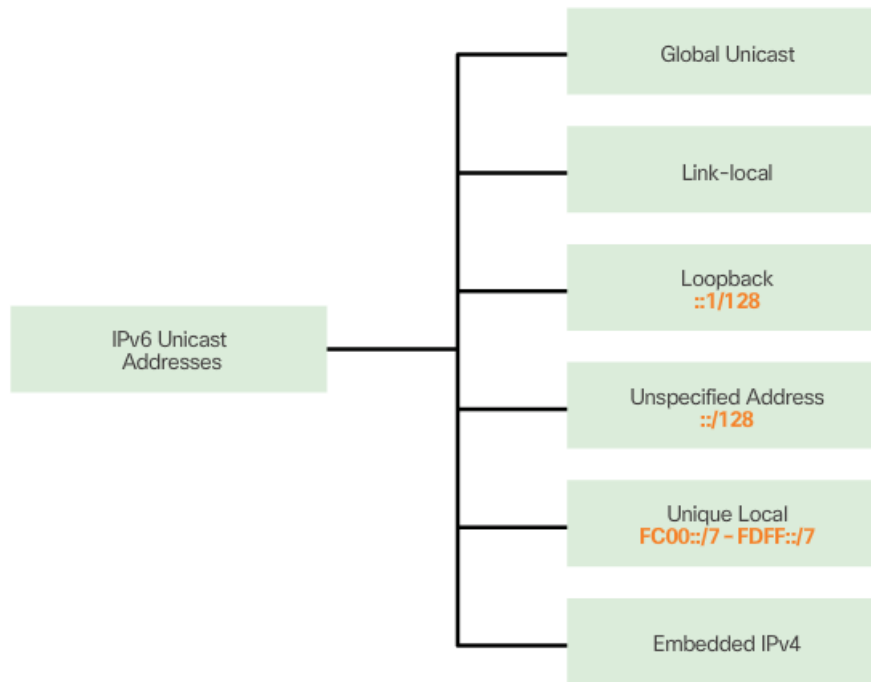 Global Unicast
Link-local
Loopback
::1/128
IPv6 Unicast
Addresses
Unspecified Address
::/128
Unique Local
FC00::/7 - FDFF::/7
Embedded IPv4